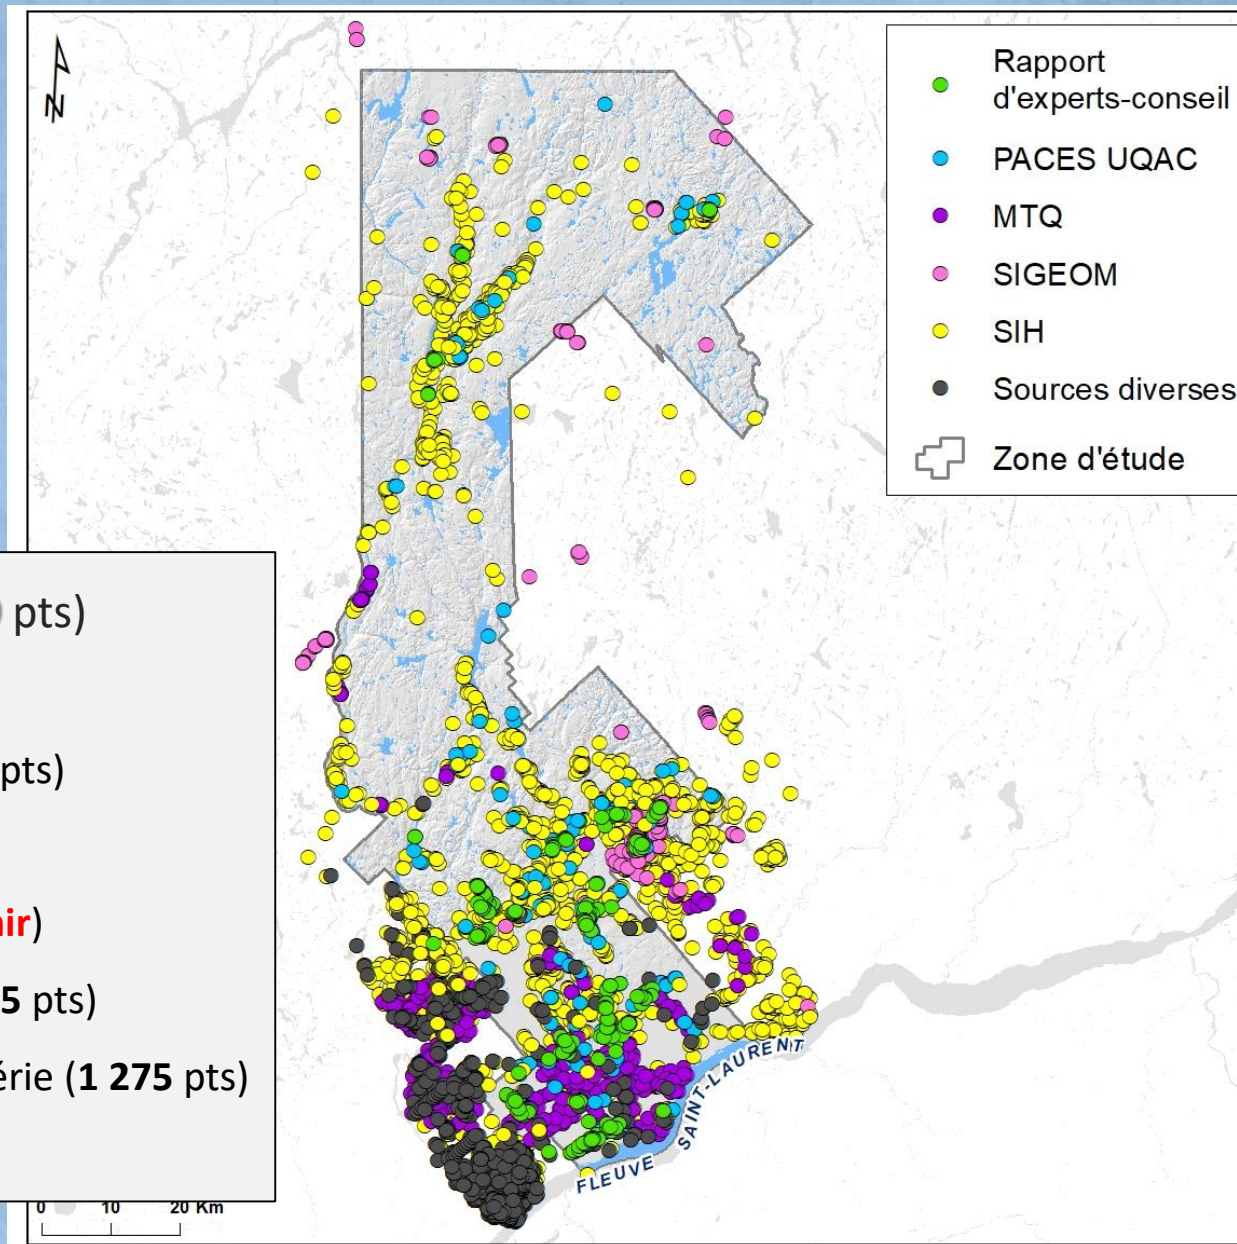 N
Rapport
d'experts-conseil
PACES UQAC
MTQ
SIGEOM
SIH
Sources diverses
Zone d'étude
pts)
pts)
)
5 pts)
érie (1 275 pts)
0 10 20 Km
FLEUVE SAINT-LAURENT